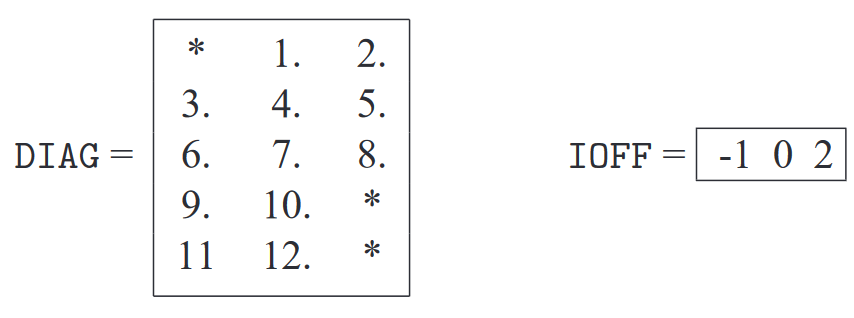 * 1. 2.
3. 4. 5.
DIAG = 6. 7. 8. IOFF = -1 0 2
9. 10. *
11 12. *